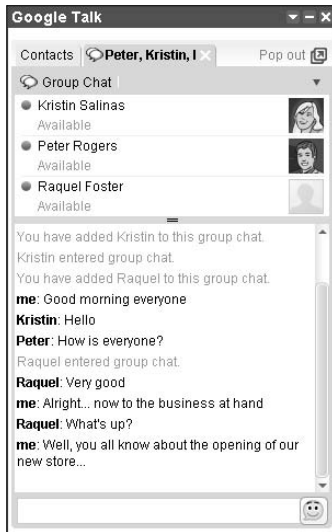 Google Talk
Contacts Peter, Kristin, I Pop out
Group Chat
Kristin Salinas
Available
Peter Rogers
Available
Raquel Foster
Available
You have added Kristin to this group chat.
Kristin entered group chat.
You have added Raquel to this group chat.
me: Good morning everyone
Kristin: Hello
Peter: How is everyone?
Raquel entered group chat.
Raquel: Very good
me: Alright... now to the business at hand
Raquel: What's up?
me: Well, you all know about the opening of our
new store...